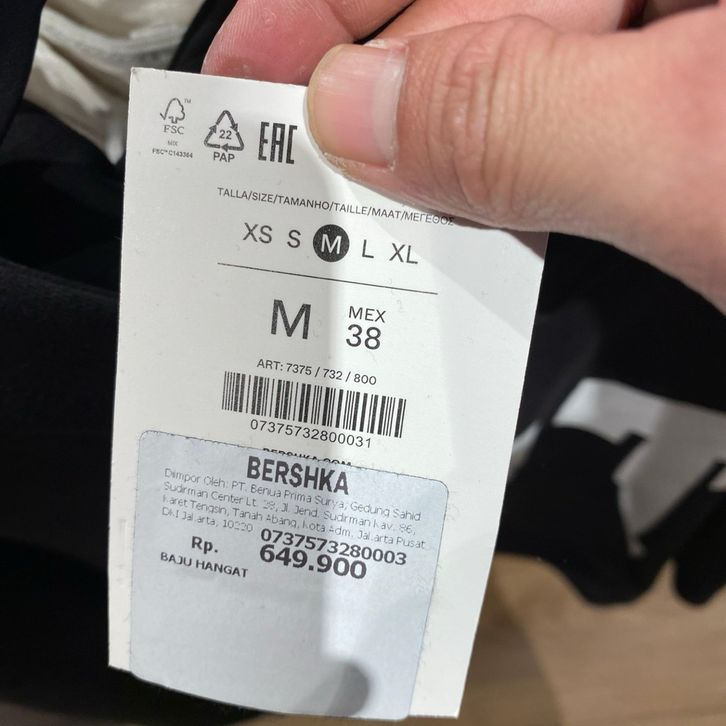 FSC™
MIX
FSC™ C143364
22
PAP
EAC
TALLA/SIZE/TAMANHO/TAILLE/MAAT/ΜΕΓΕΘΟΣ
XS S M L XL
M
MEX
38
ART: 7375 / 732 / 800
07375732800031
BERSHKA
Diimpor Oleh: PT. Benua Prima Surya, Gedung Sahid
Sudirman Center Lt. 28, Jl. Jend. Sudirman Kav. 86,
Karet Tengsin, Tanah Abang, Kota Adm. Jakarta Pusat
DKI Jakarta, 10220
0737573280003
Rp. 649.900
BAJU HANGAT